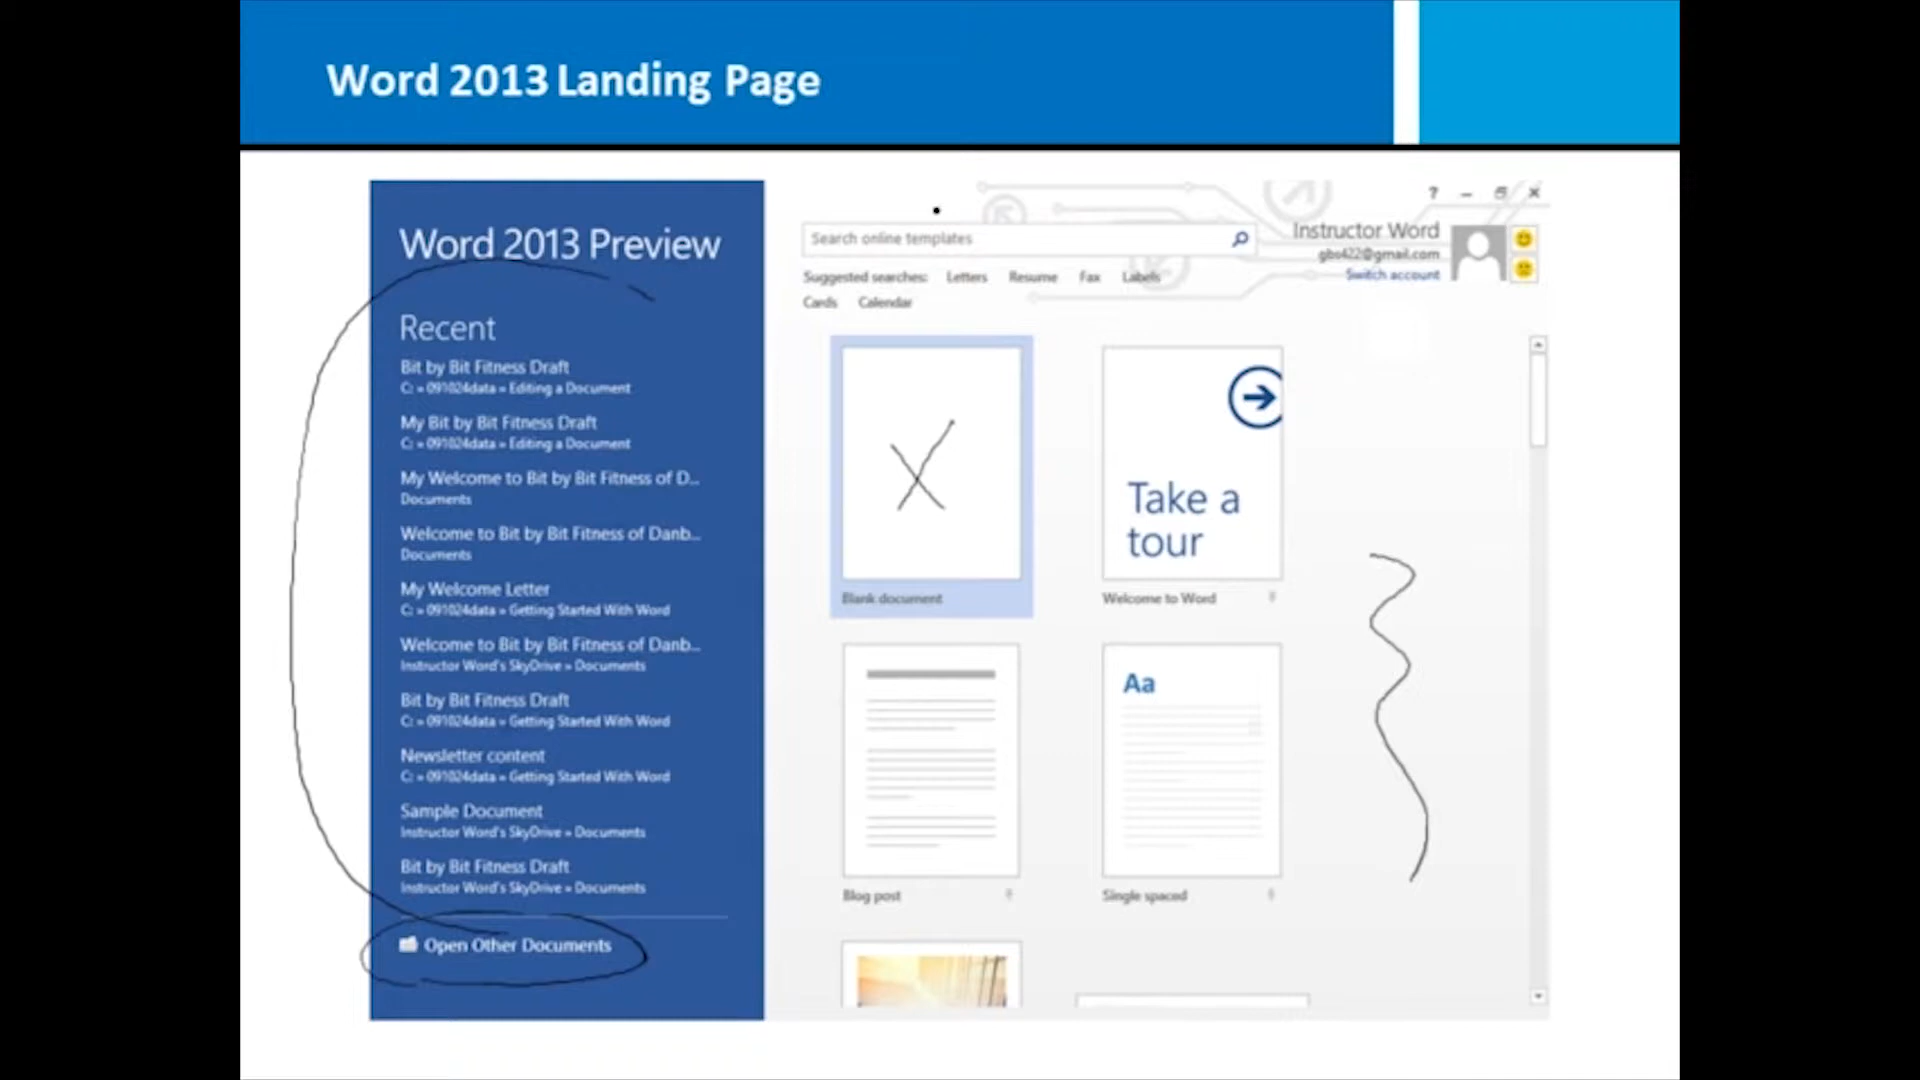 Word 2013 Landing Page
Word 2013 Preview
Recent
Bit by Bit Fitness Draft
C: » 091024data » Editing a Document
My Bit by Bit Fitness Draft
C: » 091024data » Editing a Document
My Welcome to Bit by Bit Fitness of D...
Documents
Welcome to Bit by Bit Fitness of Danb...
Documents
My Welcome Letter
C: » 091024data » Getting Started With Word
Welcome to Bit by Bit Fitness of Danb...
Instructor Word's SkyDrive » Documents
Bit by Bit Fitness Draft
C: » 091024data » Getting Started With Word
Newsletter content
C: » 091024data » Getting Started With Word
Sample Document
Instructor Word's SkyDrive » Documents
Bit by Bit Fitness Draft
Instructor Word's SkyDrive » Documents
Open Other Documents
?
Search online templates
Instructor Word
gbs422@gmail.com
Switch account
Suggested searches: Letters Resume Fax Labels
Cards Calendar
X
Take a
tour
Blank document
Welcome to Word
Aa
Blog post
Single spaced